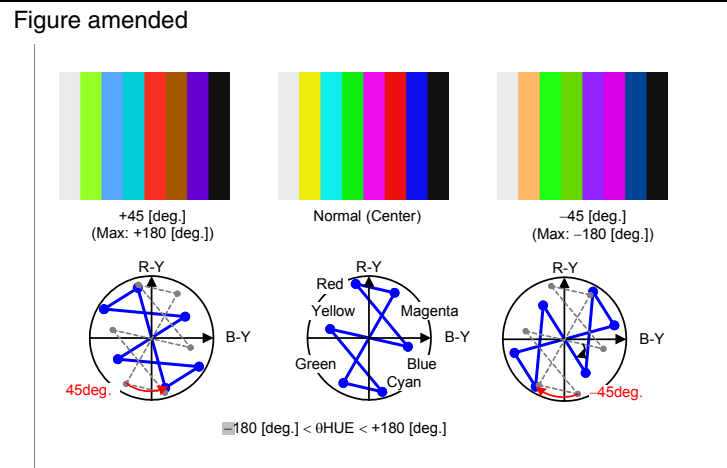 Figure amended
+45 [deg.]
(Max: +180 [deg.])
Normal (Center)
−45 [deg.]
(Max: −180 [deg.])
R-Y
B-Y
45deg.
R-Y
Red
Yellow
Magenta
B-Y
Green
Blue
Cyan
R-Y
B-Y
−45deg.
−180 [deg.] < θHUE < +180 [deg.]